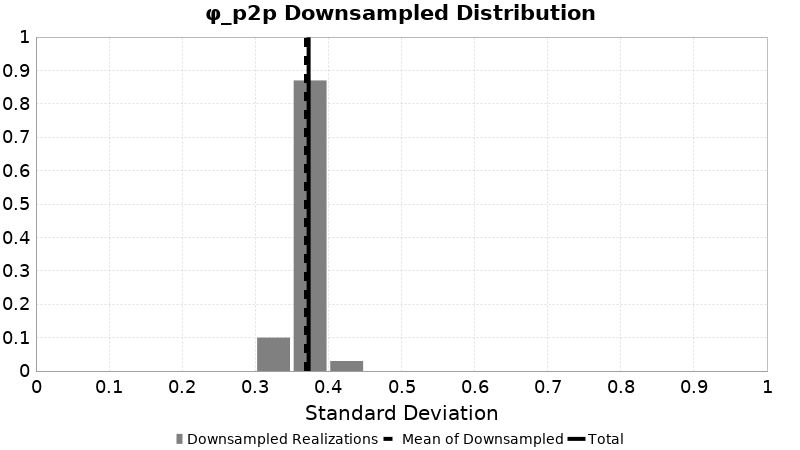 φ_p2p Downsampled Distribution
1
0.9
0.8
0.7
0.6
0.5
0.4
0.3
0.2
0.1
0
0 0.1 0.2 0.3 0.4 0.5 0.6 0.7 0.8 0.9 1
Standard Deviation
Downsampled Realizations Mean of Downsampled Total